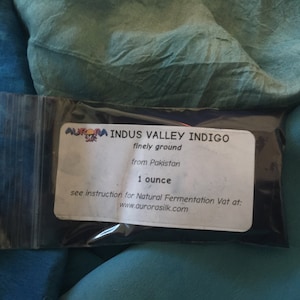 AURORA
SILK
INDUS VALLEY INDIGO
finely ground
from Pakistan
1 ounce
see instruction for Natural Fermentation Vat at:
www.aurorasilk.com